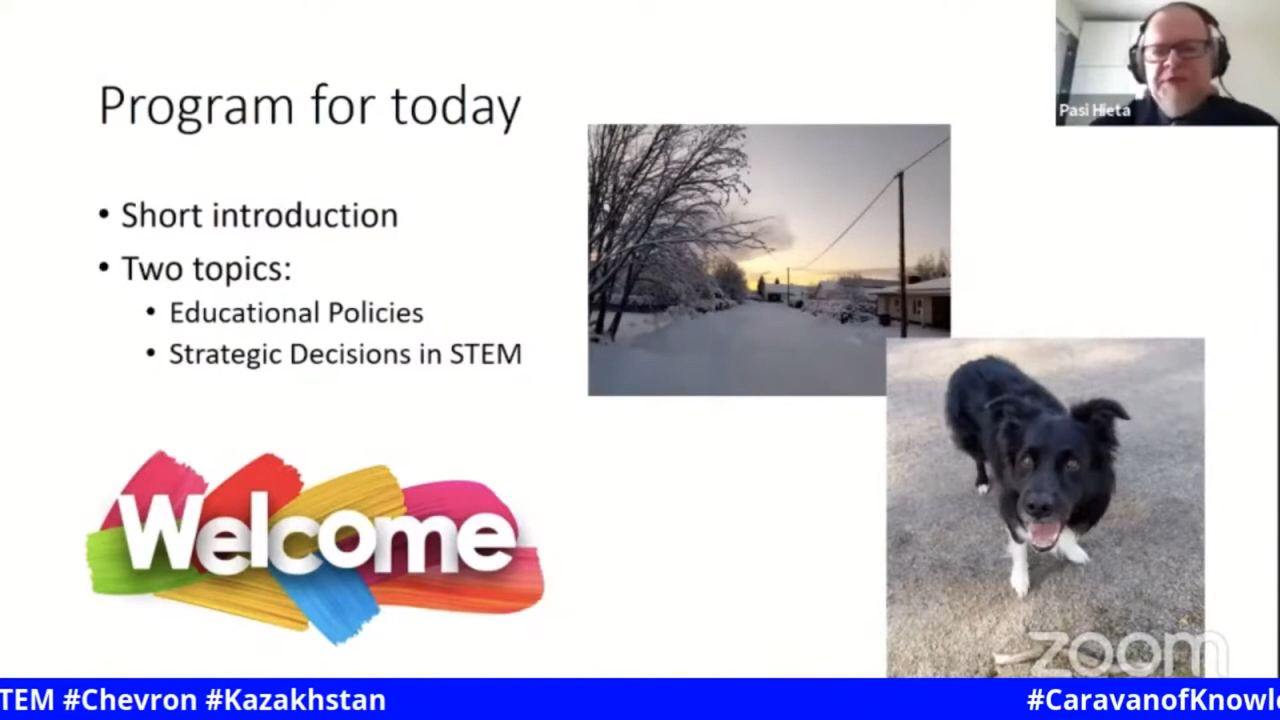 Program for today
• Short introduction
• Two topics:
• Educational Policies
• Strategic Decisions in STEM
Welcome
Pasi Hieta
zoom
TEM #Chevron #Kazakhstan
#CaravanofKnowle